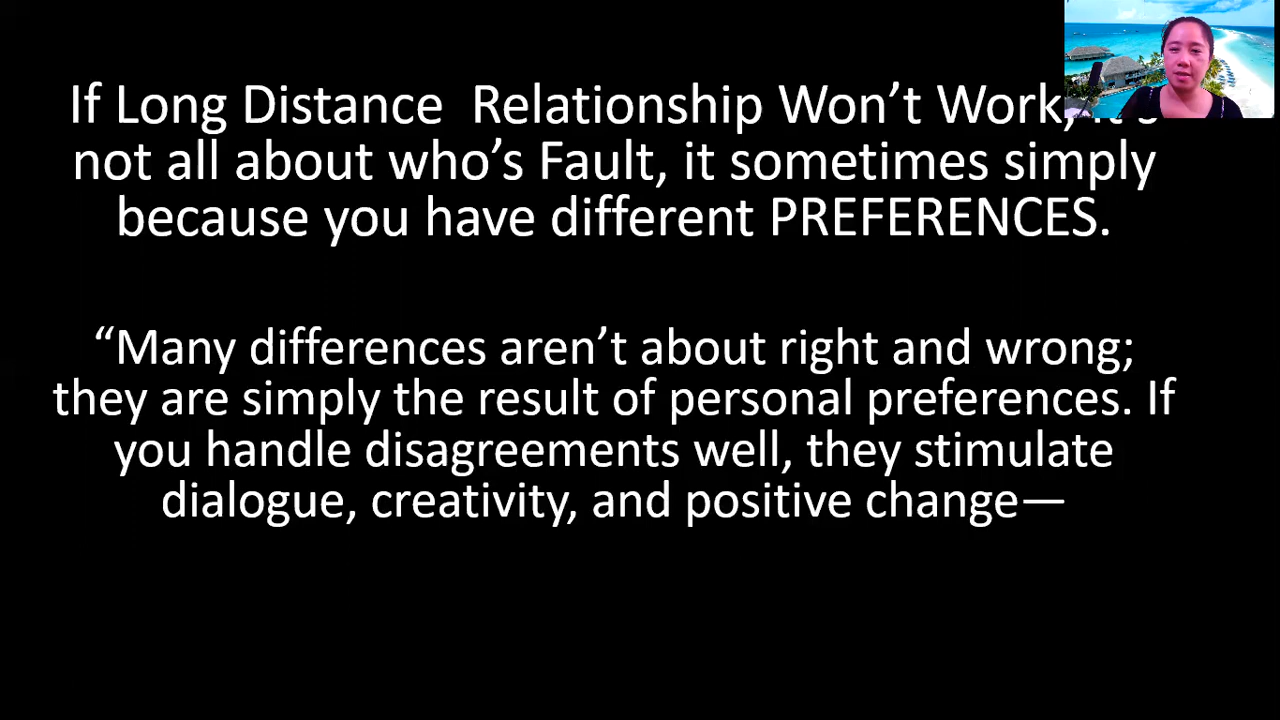 If Long Distance  Relationship Won’t Work,
not all about who’s Fault, it sometimes simply
because you have different PREFERENCES.
“Many differences aren’t about right and wrong;
they are simply the result of personal preferences. If
you handle disagreements well, they stimulate
dialogue, creativity, and positive change—